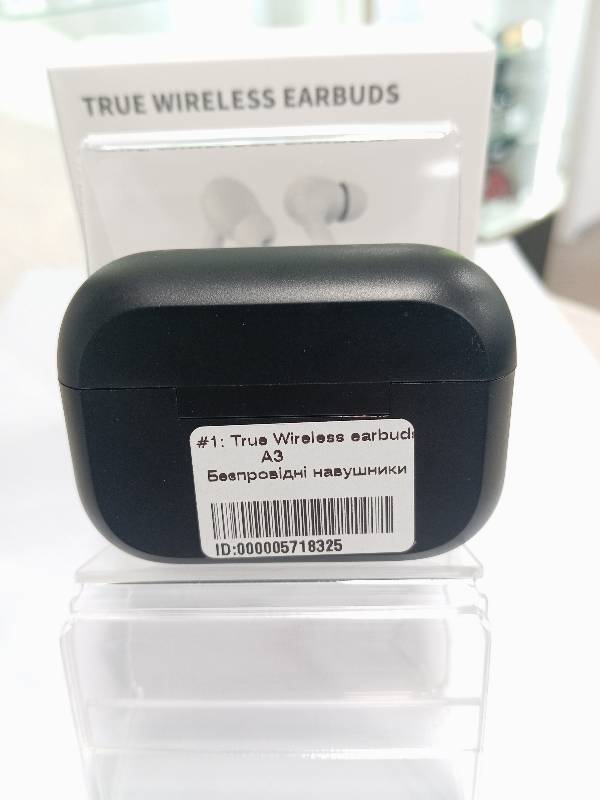 TRUE WIRELESS EARBUDS
#1: True Wireless earbuds
A3
Беспровідні навушники
ID:000005718325